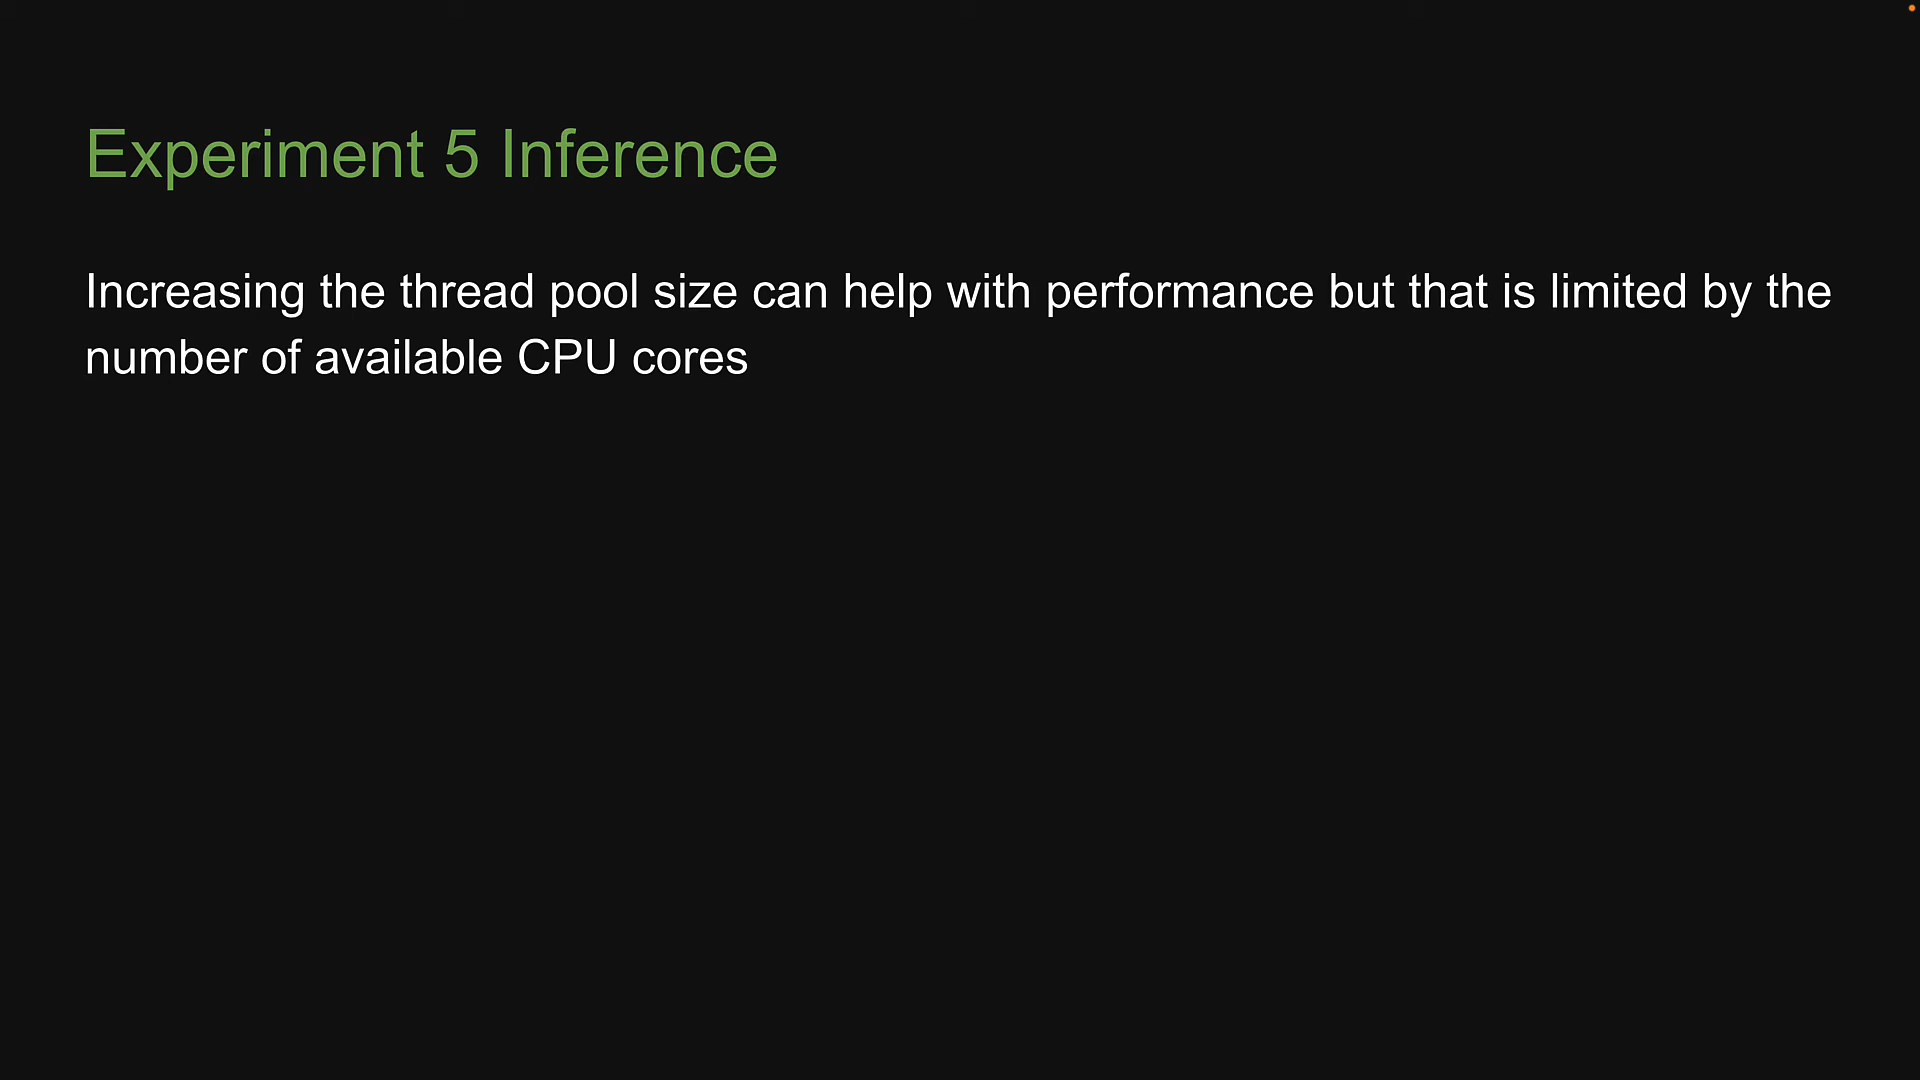 Experiment 5 Inference
Increasing the thread pool size can help with performance but that is limited by the
number of available CPU cores